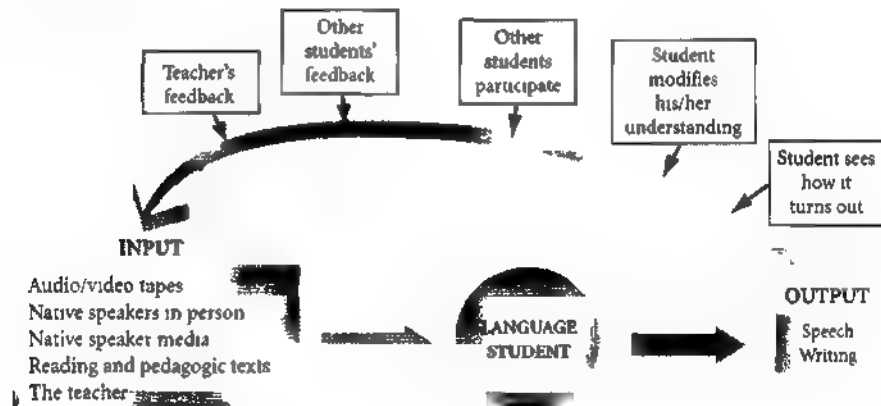 Teacher's
feedback
Other
students'
feedback
Other
students
participate
Student
modifies
his/her
understanding
Student sees
how it
turns out
INPUT
Audio/video tapes
Native speakers in person
Native speaker media
Reading and pedagogic texts
The teacher
LANGUAGE
STUDENT
OUTPUT
Speech
Writing